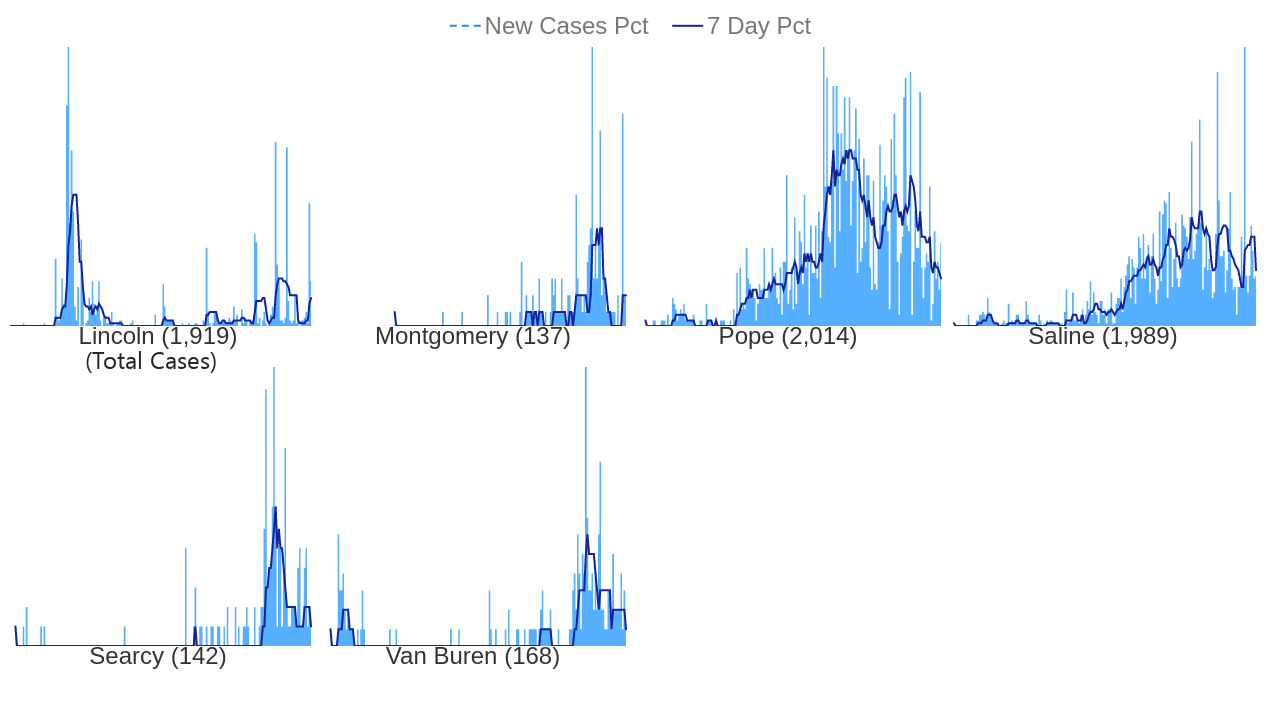 New Cases Pct 7 Day Pct
Lincoln (1,919) Montgomery (137) Pope (2,014) Saline (1,989)
(Total Cases)
Searcy (142) Van Buren (168)